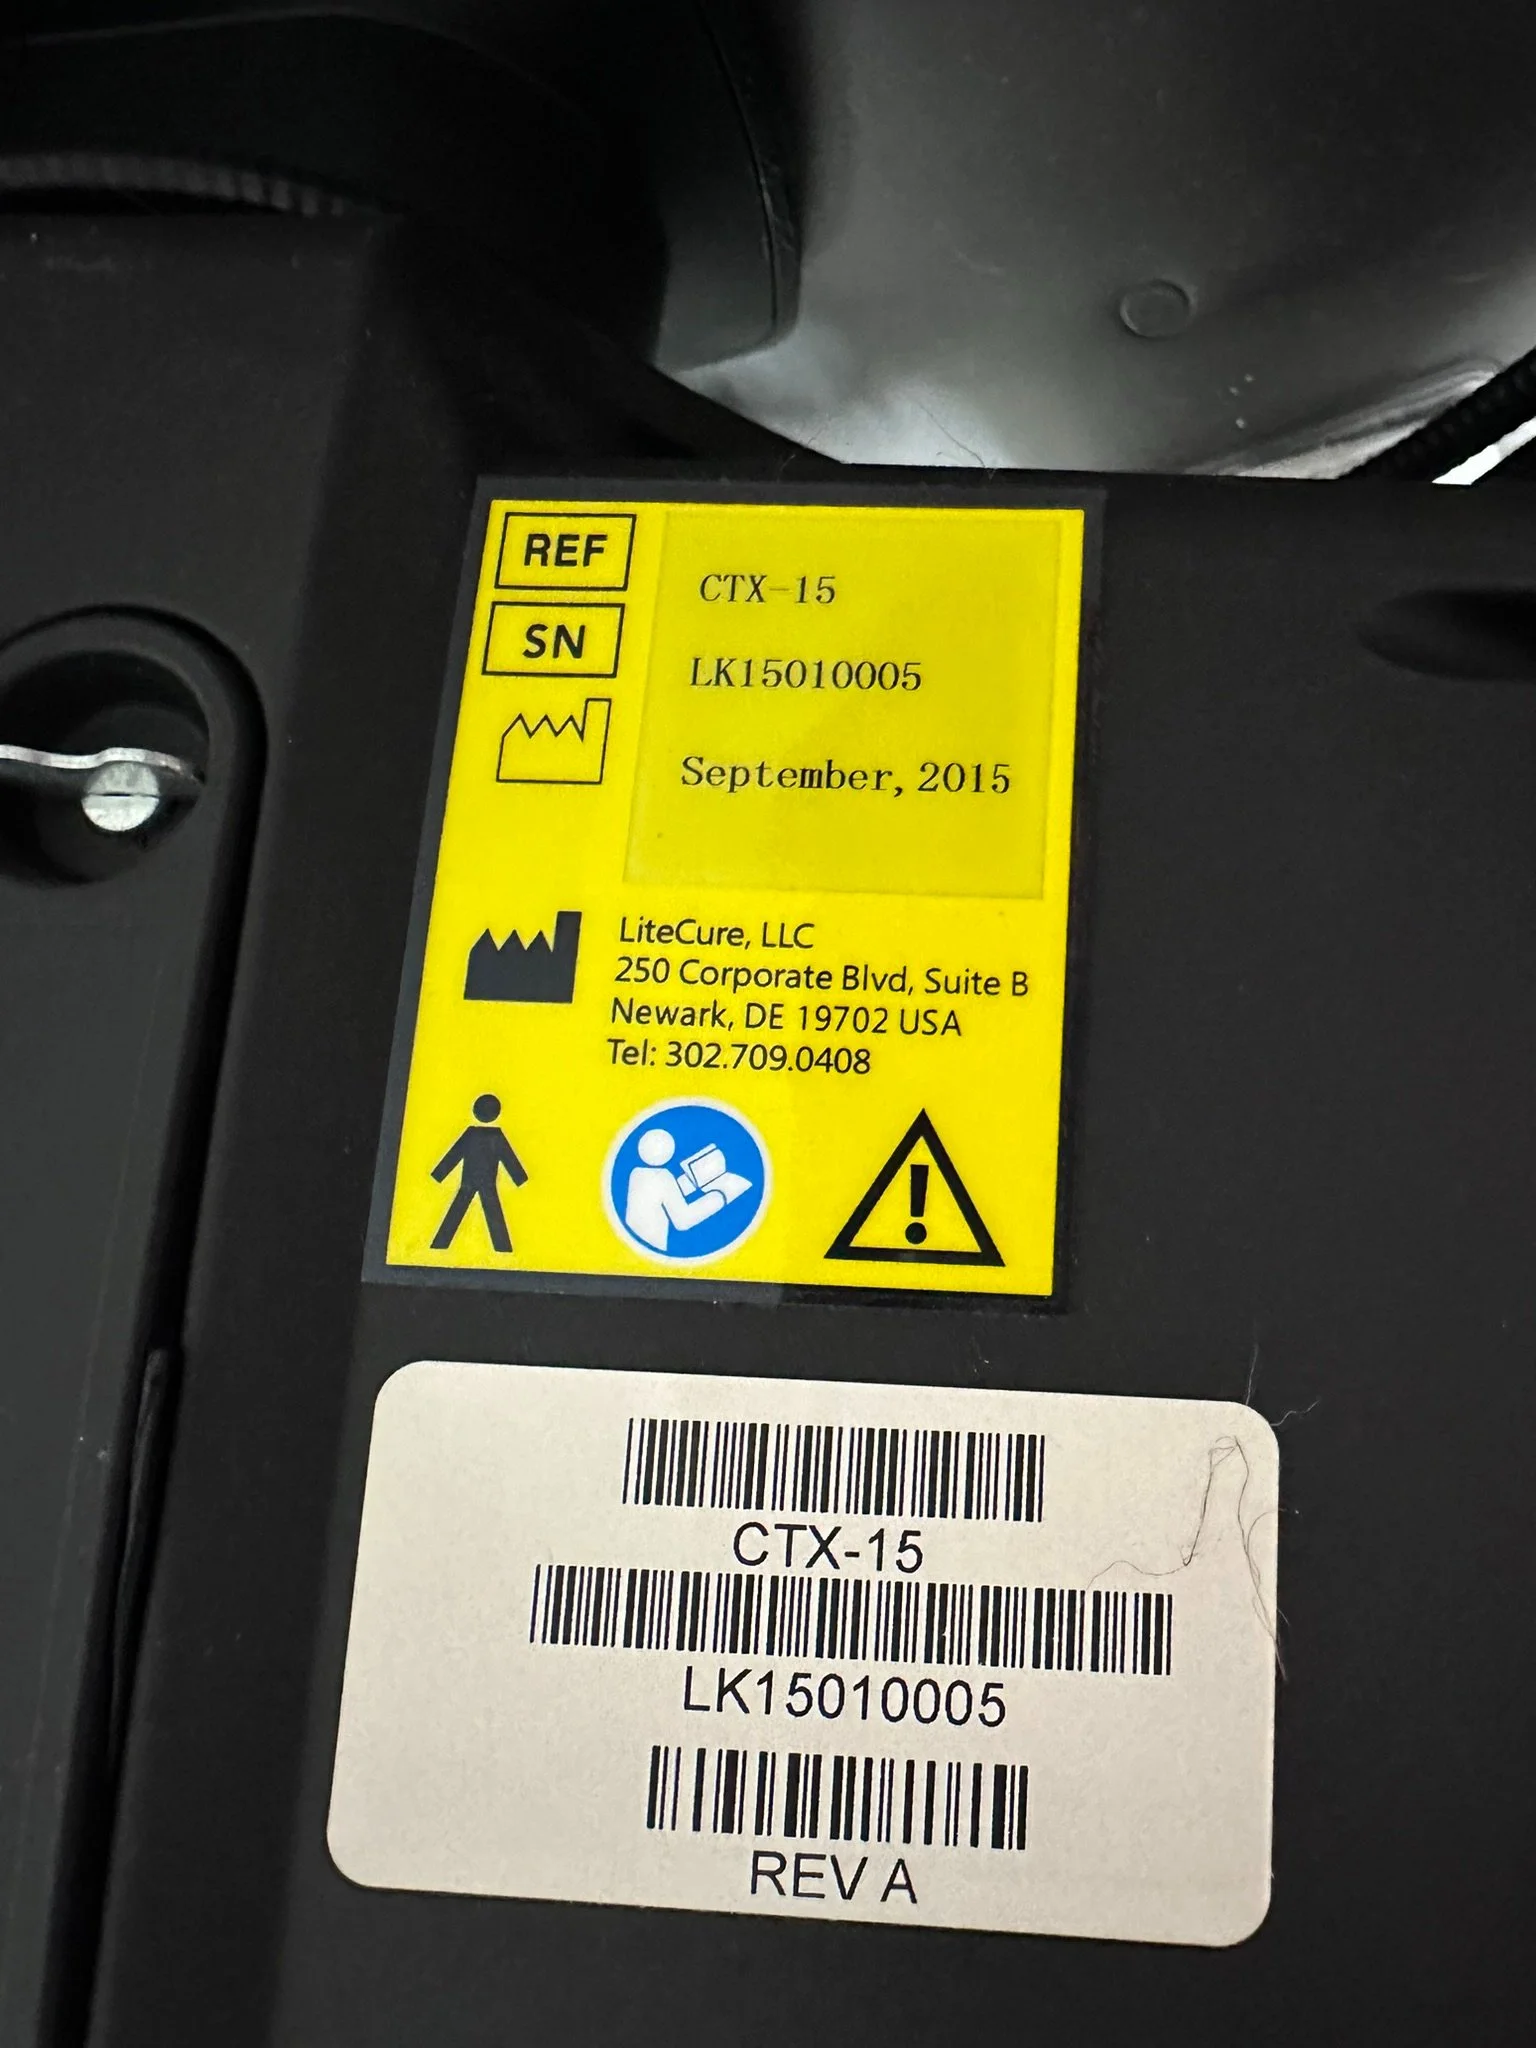 REF
CTX-15
SN
LK15010005
September, 2015
LiteCure, LLC
250 Corporate Blvd, Suite B
Newark, DE 19702 USA
Tel: 302.709.0408
CTX-15
LK15010005
REV A